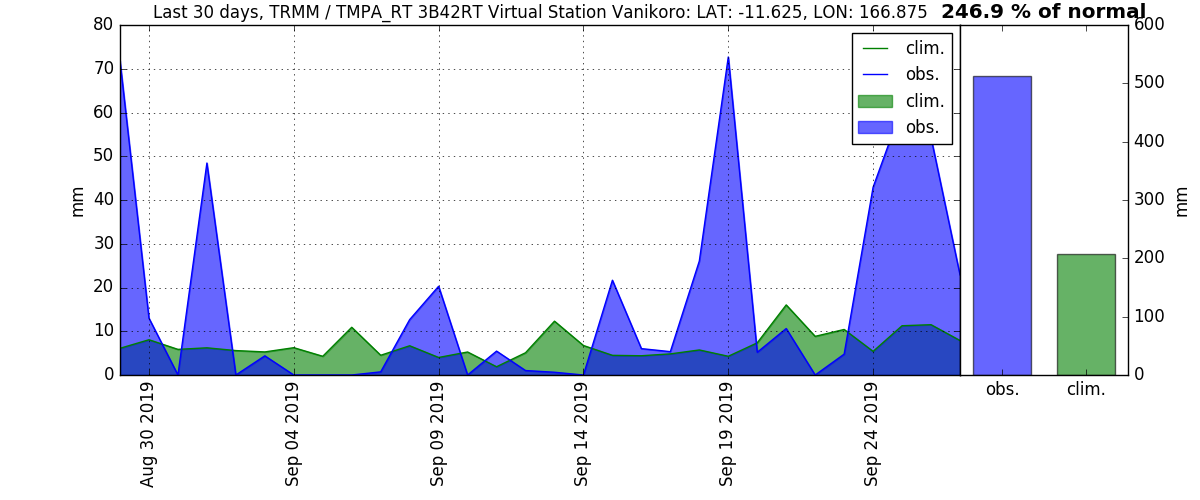 Last 30 days, TRMM / TMPA_RT 3B42RT Virtual Station Vanikoro: LAT: -11.625, LON: 166.875 246.9 % of normal
80
70
60
50
40
30
20
10
0
mm
clim.
obs.
clim.
obs.
600
500
400
300
200
100
0
mm
obs.
clim.
Aug 30 2019
Sep 04 2019
Sep 09 2019
Sep 14 2019
Sep 19 2019
Sep 24 2019